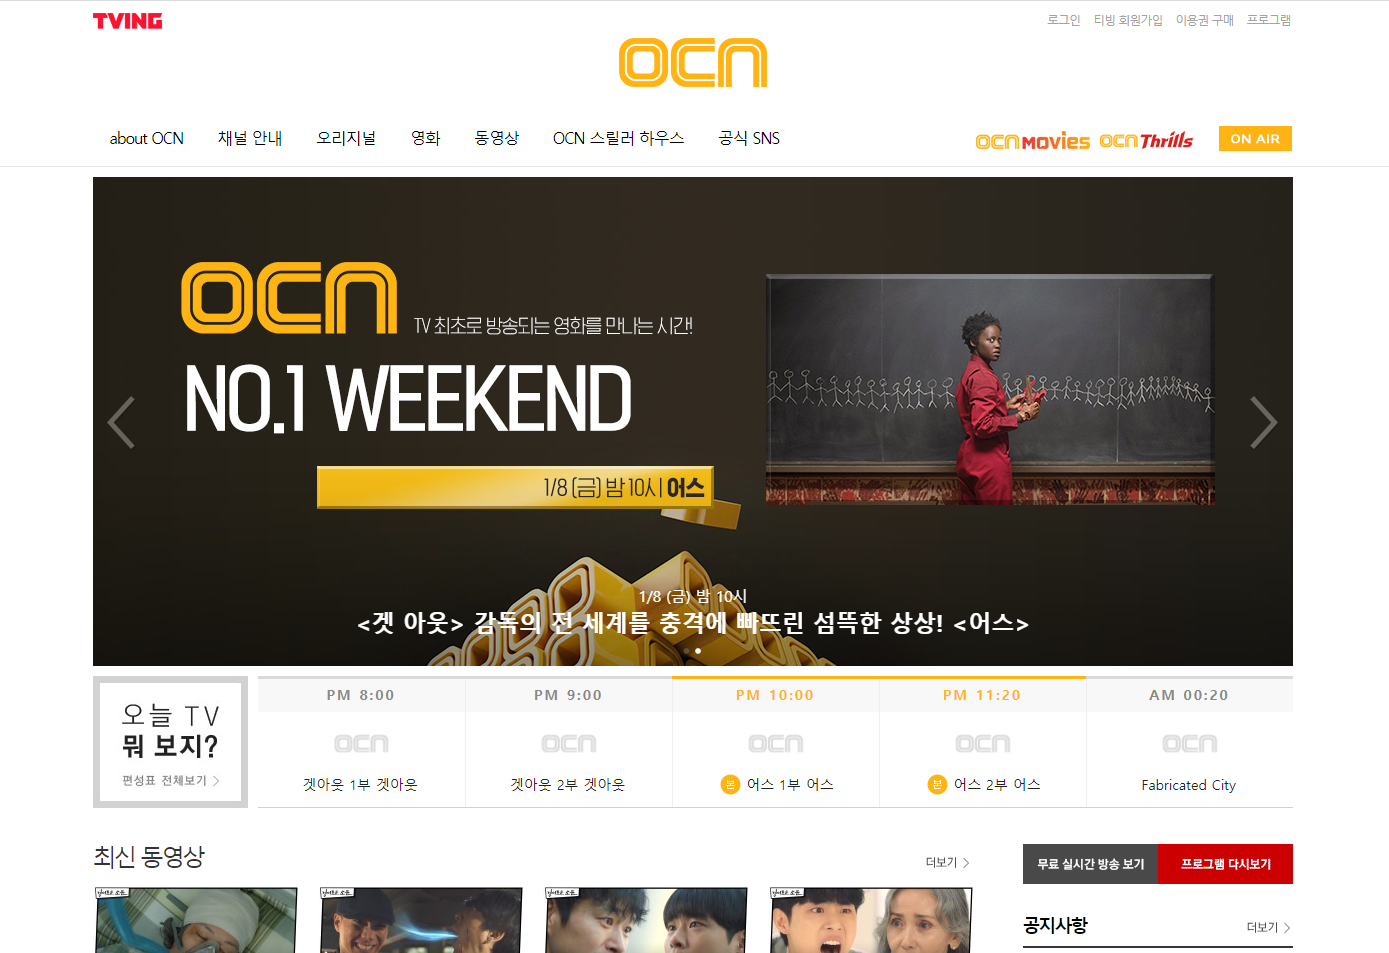 TVING
로그인 티빙 회원가입 이용권 구매 프로그램
OCN
about OCN 채널 안내 오리지널 영화 동영상 OCN 스릴러 하우스 공식 SNS
OCN MOVIES OCN Thrills ON AIR
OCN TV 최초로 방송되는 영화를 만나는 시간!
NO.1 WEEKEND
1/8 (금) 밤 10시 어스
1/8 (금) 밤 10시
<겟 아웃> 감독의 전 세계를 충격에 빠뜨린 섬뜩한 상상! <어스>
오늘 TV
뭐 보지?
편성표 전체보기
PM 8:00 PM 9:00 PM 10:00 PM 11:20 AM 00:20
OCN OCN OCN OCN OCN
겟아웃 1부 겟아웃 겟아웃 2부 겟아웃 본 어스 1부 어스 본 어스 2부 어스 Fabricated City
최신 동영상 더보기
무료 실시간 방송 보기 프로그램 다시보기
공지사항 더보기